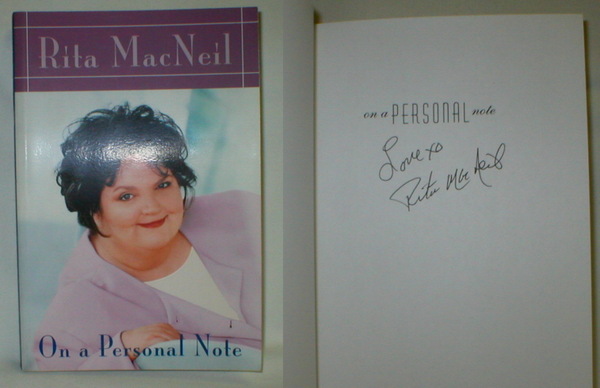 Rita MacNeil
On a Personal Note
on a PERSONAL note
Love xo
Rita MacNeil